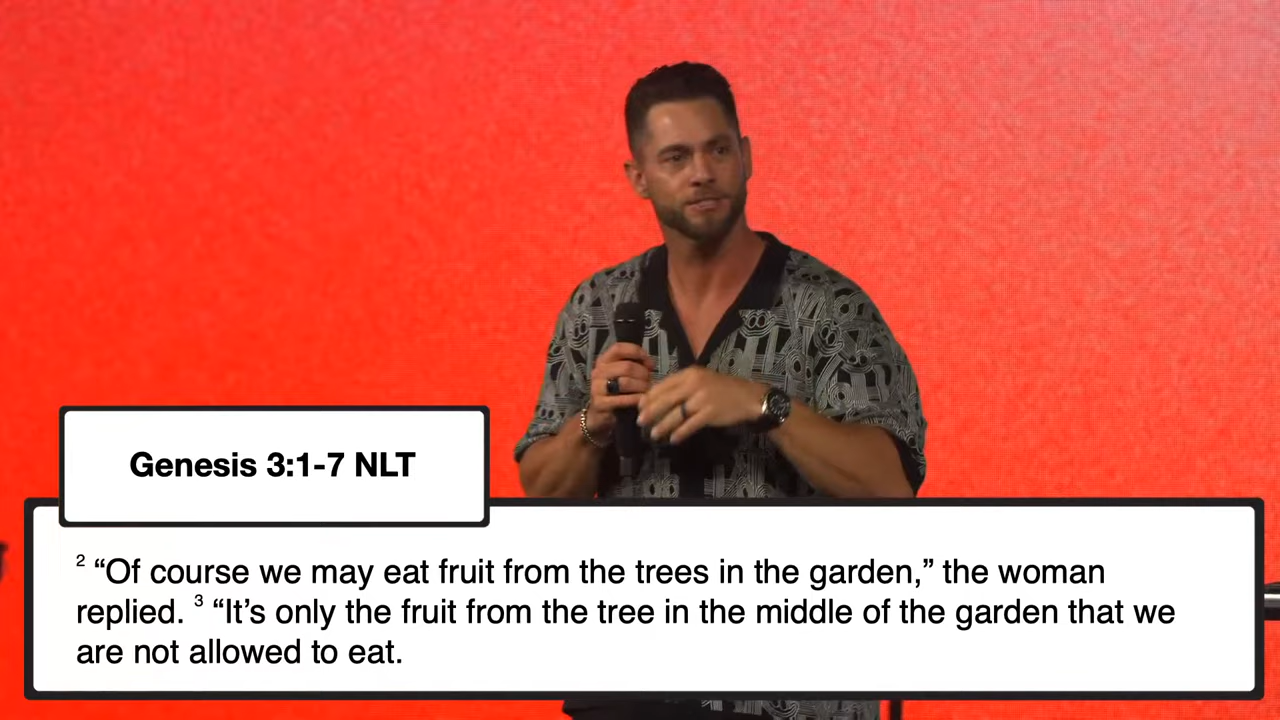 Genesis 3:1-7 NLT
² “Of course we may eat fruit from the trees in the garden,” the woman
replied. ³ “It’s only the fruit from the tree in the middle of the garden that we
are not allowed to eat.